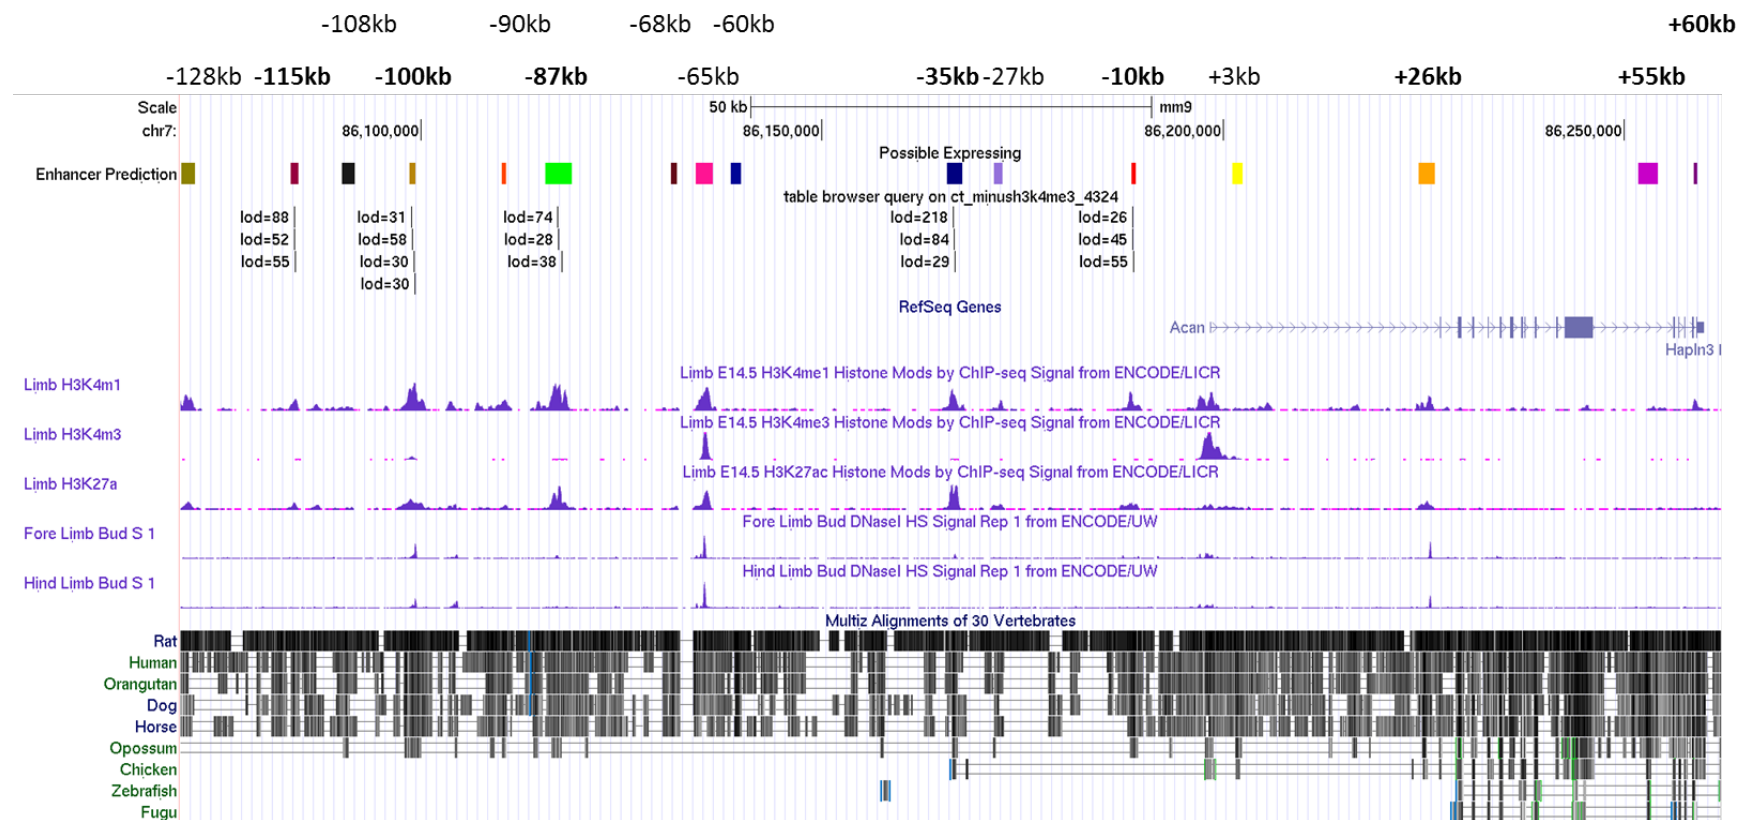 -108kb -90kb -68kb -60kb +60kb
-128kb -115kb -100kb -87kb -65kb -35kb -27kb -10kb +3kb +26kb +55kb
Scale 50 kb mm9
chr7: 86,100,000 86,150,000 86,200,000 86,250,000
Possible Expressing
Enhancer Prediction
table browser query on ct_minush3k4me3_4324
lod=88 lod=31 lod=74 lod=218 lod=26
lod=52 lod=58 lod=28 lod=84 lod=45
lod=55 lod=30 lod=38 lod=29 lod=55
lod=30
RefSeq Genes
Acan
Hapln3
Limb E14.5 H3K4me1 Histone Mods by ChIP-seq Signal from ENCODE/LICR
Limb H3K4m1
Limb E14.5 H3K4me3 Histone Mods by ChIP-seq Signal from ENCODE/LICR
Limb H3K4m3
Limb E14.5 H3K27ac Histone Mods by ChIP-seq Signal from ENCODE/LICR
Limb H3K27a
Fore Limb Bud DNaseI HS Signal Rep 1 from ENCODE/UW
Fore Limb Bud S 1
Hind Limb Bud DNaseI HS Signal Rep 1 from ENCODE/UW
Hind Limb Bud S 1
Multiz Alignments of 30 Vertebrates
Rat
Human
Orangutan
Dog
Horse
Opossum
Chicken
Zebrafish
Fugu